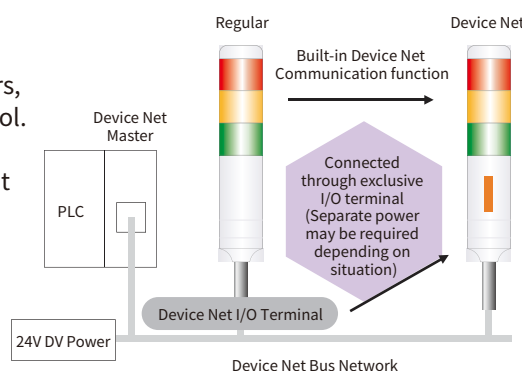 Regular
Device Net
Built-in Device Net
Communication function
rs,
ol.
Device Net
Master
t
PLC
Connected
through exclusive
I/O terminal
(Separate power
may be required
depending on
situation)
Device Net I/O Terminal
24V DV Power
Device Net Bus Network